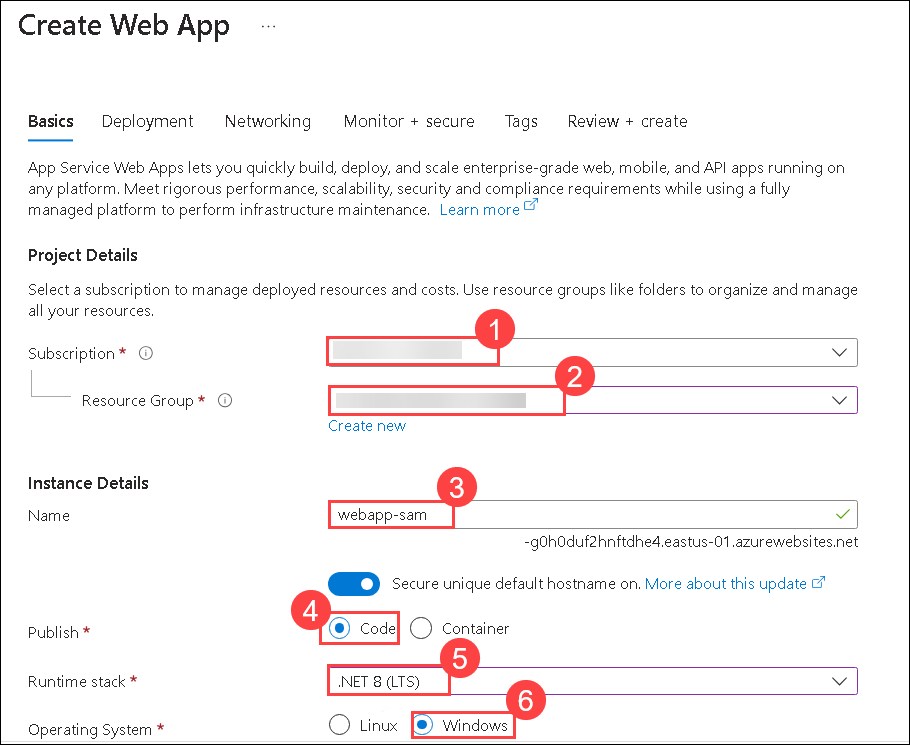 Create Web App ...
Basics Deployment Networking Monitor + secure Tags Review + create
App Service Web Apps lets you quickly build, deploy, and scale enterprise-grade web, mobile, and API apps running on
any platform. Meet rigorous performance, scalability, security and compliance requirements while using a fully
managed platform to perform infrastructure maintenance. Learn more
Project Details
Select a subscription to manage deployed resources and costs. Use resource groups like folders to organize and manage
all your resources.
1
Subscription *
2
Resource Group *
Create new
Instance Details
3
Name webapp-sam
-g0h0duf2hnftdhe4.eastus-01.azurewebsites.net
Secure unique default hostname on. More about this update
4
Publish * Code Container
5
Runtime stack * .NET 8 (LTS)
6
Operating System * Linux Windows